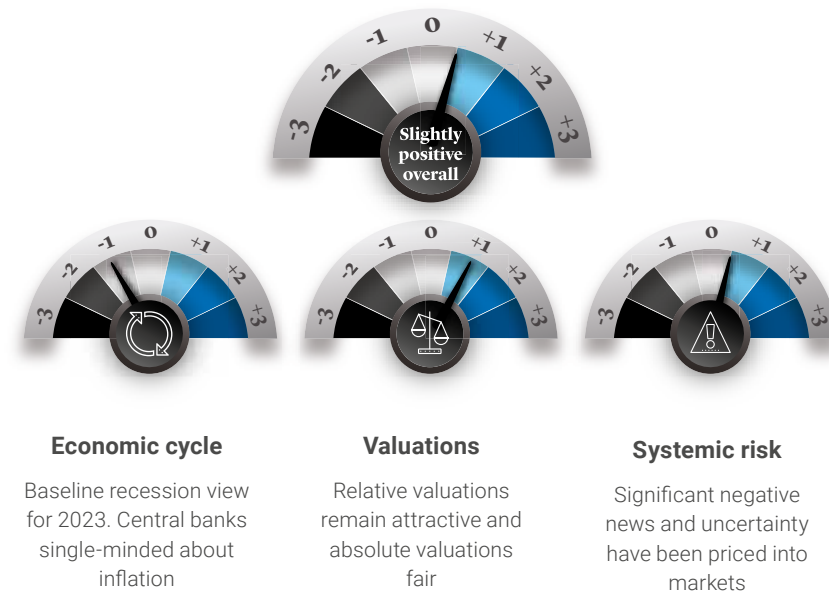 -3 -2 -1 0 +1 +2 +3
Slightly
positive
overall
-3 -2 -1 0 +1 +2 +3
-3 -2 -1 0 +1 +2 +3
-3 -2 -1 0 +1 +2 +3
Economic cycle
Baseline recession view
for 2023. Central banks
single-minded about
inflation
Valuations
Relative valuations
remain attractive and
absolute valuations
fair
Systemic risk
Significant negative
news and uncertainty
have been priced into
markets